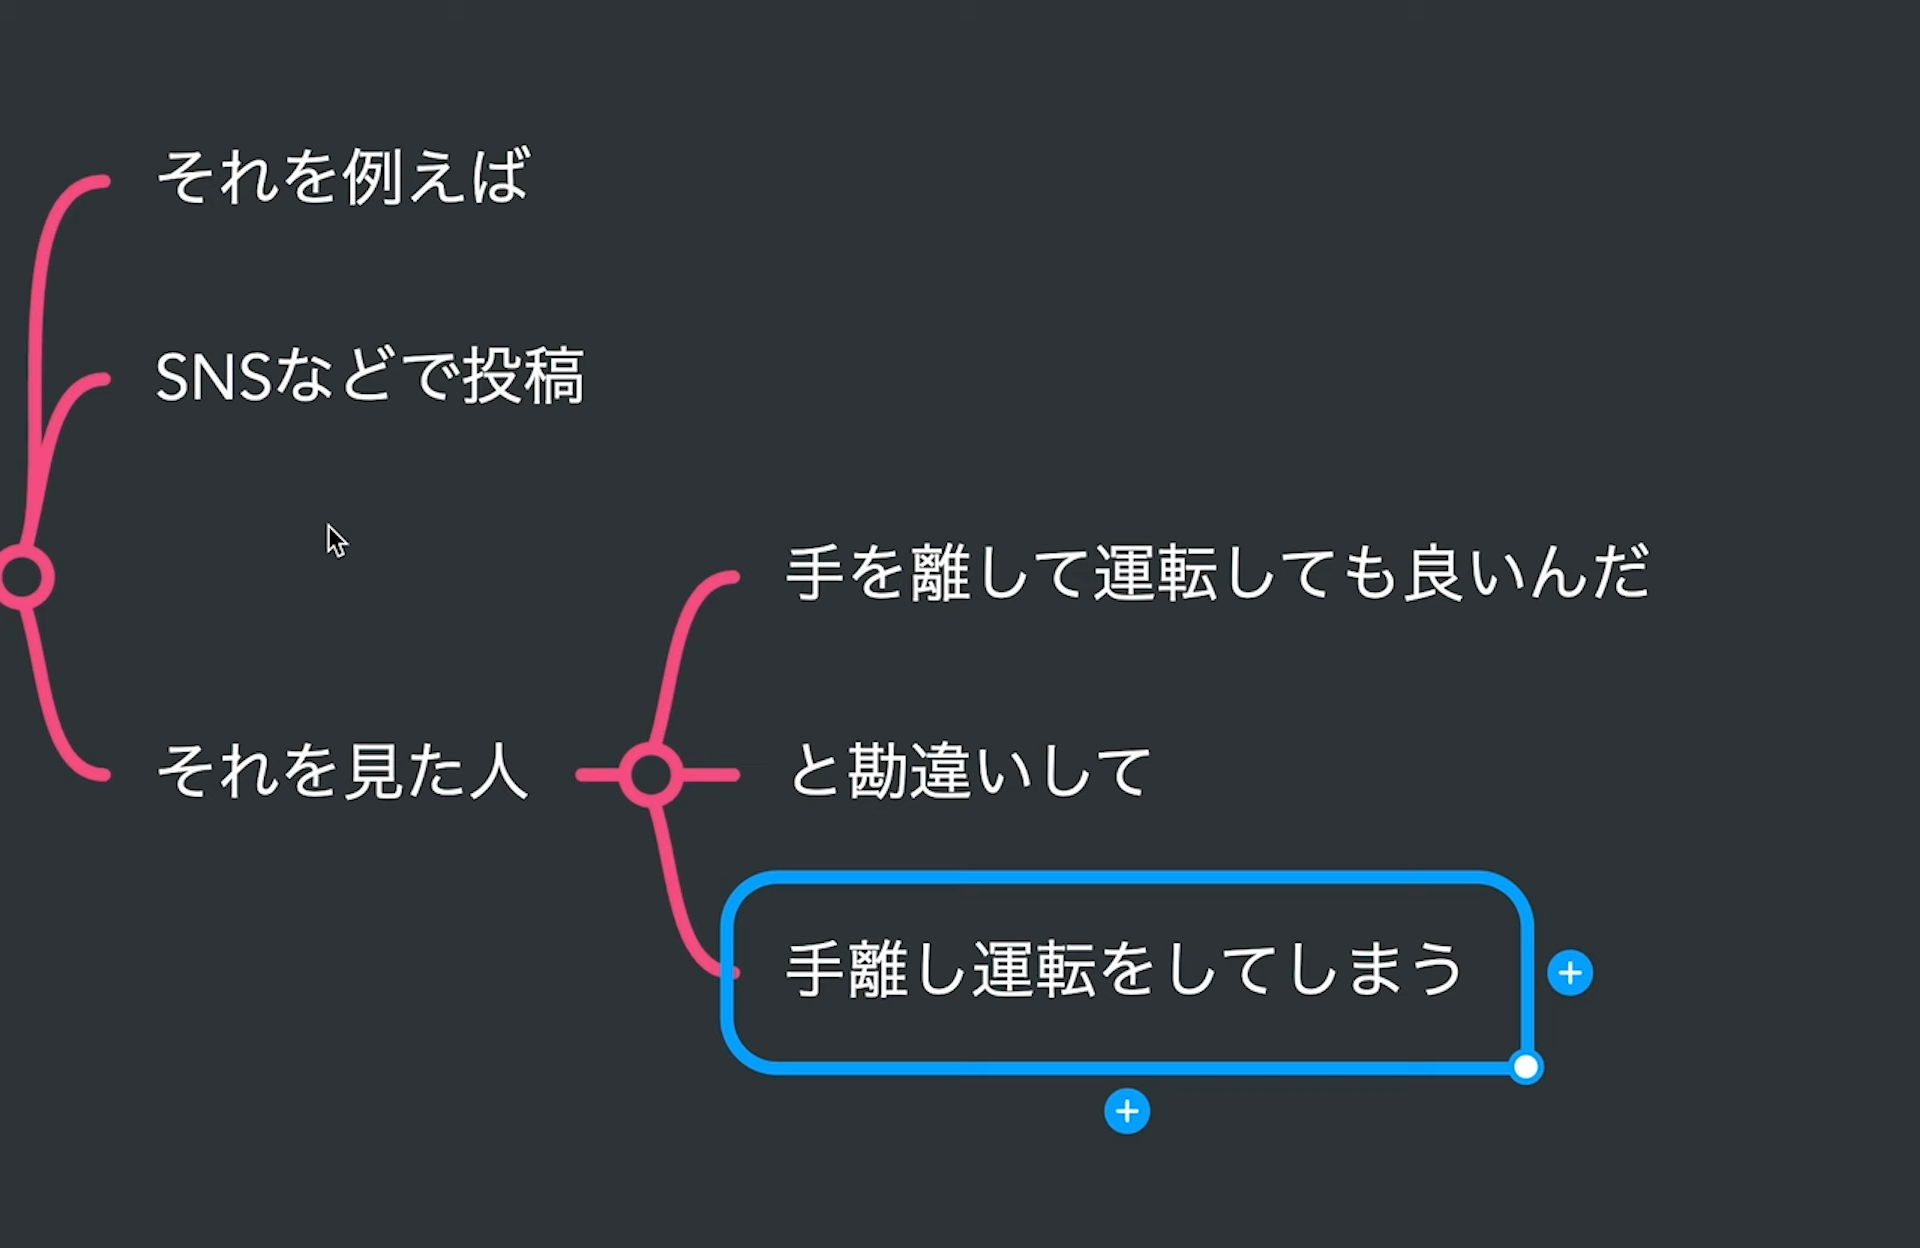 それを例えば
SNSなどで投稿
手を離して運転しても良いんだ
それを見た人
と勘違いして
手離し運転をしてしまう